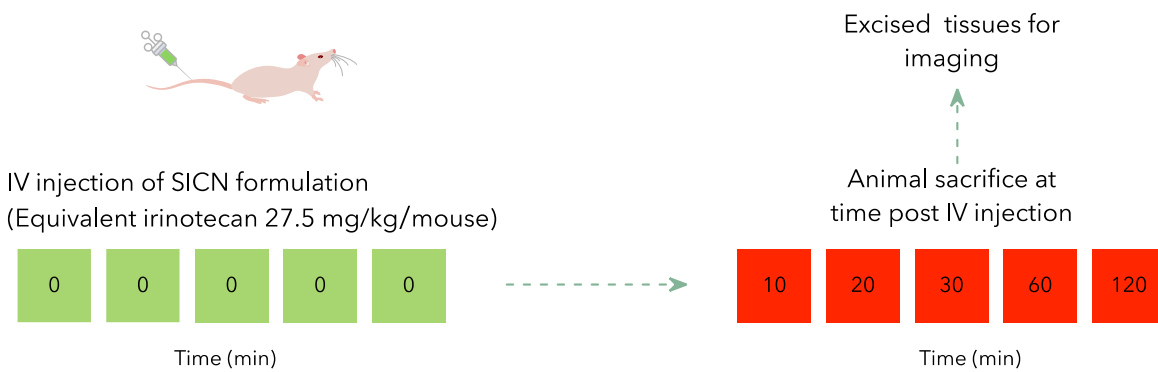 Excised tissues for
imaging
IV injection of SICN formulation
(Equivalent irinotecan 27.5 mg/kg/mouse)
Animal sacrifice at
time post IV injection
0 0 0 0 0
10 20 30 60 120
Time (min)
Time (min)